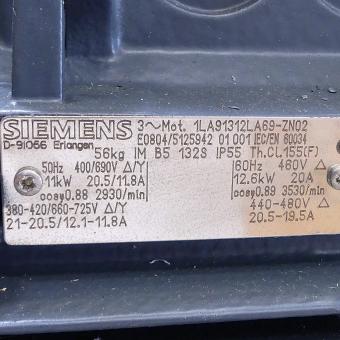 SIEMENS 3~Mot. 1LA91312LA69-ZN02
D-91056 Erlangen E0804/5125942 01 001 IEC/EN 60034
56kg IM B5 132S IP55 Th.CL.155(F)
50Hz 400/690V Δ/Y 60Hz 460V Δ
11kW 20.5/11.8A 12.6kW 20A
cosφ0.88 2930/min cosφ0.89 3530/min
380-420/660-725V Δ/Y 440-480V Δ
21-20.5/12.1-11.8A 20.5-19.5A